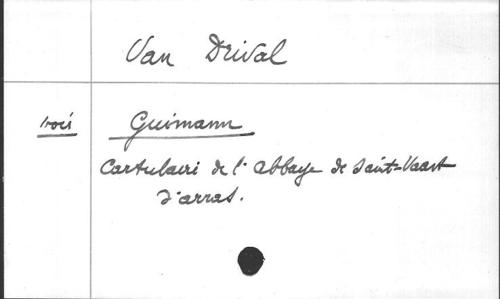 Van Drival
voir Guimann
Cartulaire de l'Abbaye de Saint-Vaast
d'arras.